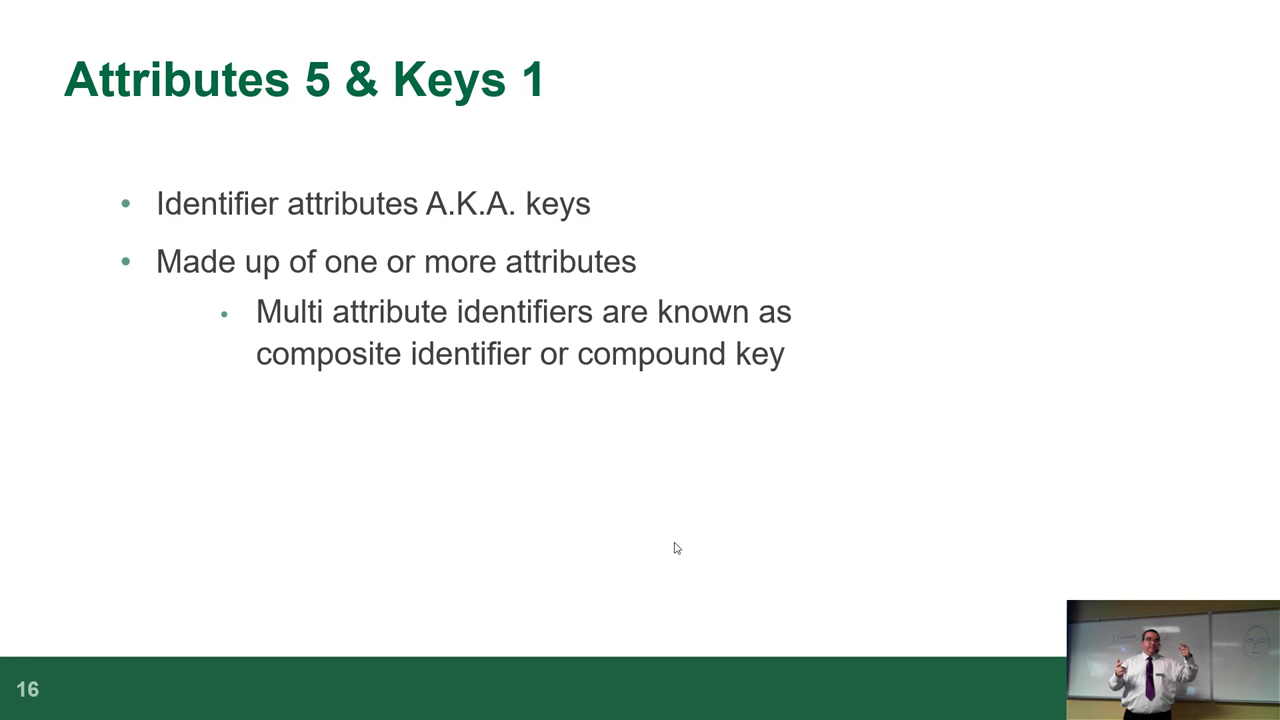 Attributes 5 & Keys 1
• Identifier attributes A.K.A. keys
• Made up of one or more attributes
• Multi attribute identifiers are known as
composite identifier or compound key
16